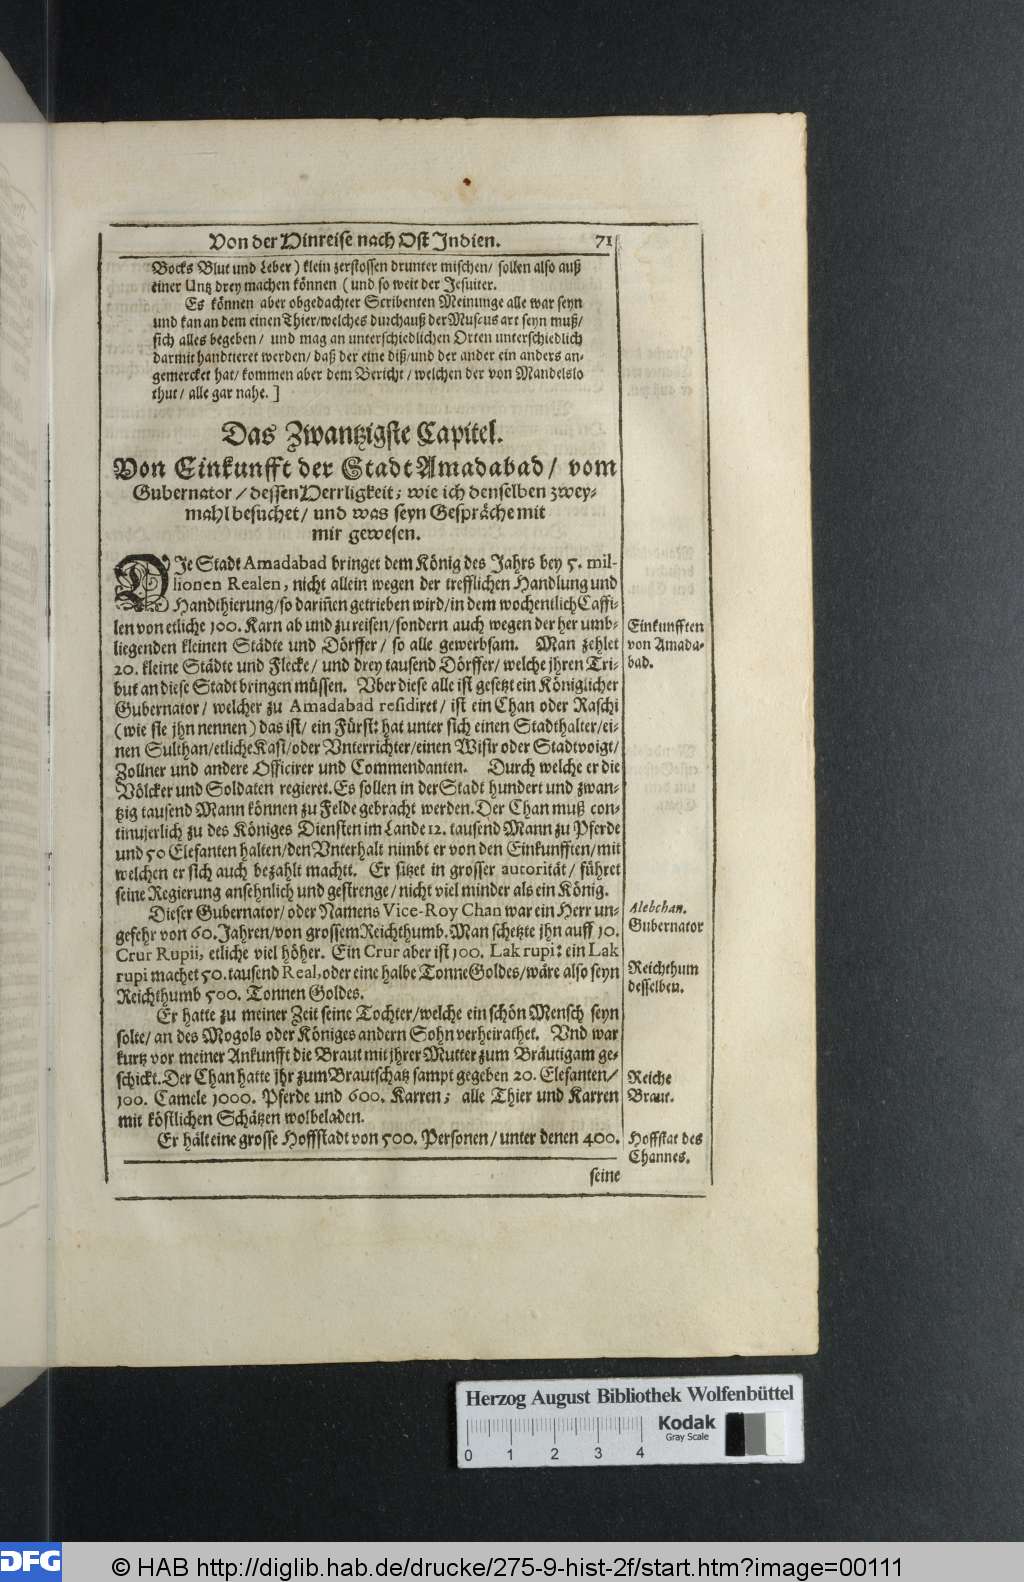 Von der Hinreise nach Ost Indien. 71
Bocks Blut und Leber) klein zerstossen drunter mischen/ sollen also auß
einer Untz drey machen können (und so weit der Jesuiter.
Es können aber obgedachter Scribenten Meinunge alle war seyn
und kan an dem einen Thier/welches durchauß der Muscus art seyn muß/
sich alles begeben/ und mag an unterschiedlichen Orten unterschiedlich
darmit handtieret werden/ daß der eine diß/und der ander ein anders an-
gemercket hat/ kommen aber dem Bericht/ welchen der von Mandelslo
thut/ alle gar nahe.]
Das Zwantzigste Capitel.
Von Einkunfft der Stadt Amadabad/ vom
Gubernator/ dessen Herrligkeit; wie ich denselben zwey-
mahl besuchet/ und was seyn Gespräche mit
mir gewesen.
DIe Stadt Amadabad bringet dem König des Jahrs bey 5. mil-
lionen Realen, nicht allein wegen der trefflichen Handlung und
Handthierung/so dariñen getrieben wird/in dem wochentlich Caffi-
len von etliche 100. Karn ab und zu reisen/sondern auch wegen der her umb-
liegenden kleinen Städte und Dörffer/ so alle gewerbsam. Man zehlet
20. kleine Städte und Flecke/ und drey tausend Dörffer/ welche jhren Tri-
but an diese Stadt bringen müssen. Vber diese alle ist gesetzt ein Königlicher
Gubernator/ welcher zu Amadabad residiret/ ist ein Chan oder Raschi
(wie sie jhn nennen) das ist/ ein Fürst: hat unter sich einen Stadthalter/ei-
nen Sulthan/etliche Kasi/oder Vnterrichter/einen Wisir oder Stadtvoigt/
Zollner und andere Officirer und Commendanten. Durch welche er die
Völcker und Soldaten regieret. Es sollen in der Stadt hundert und zwan-
tzig tausend Mann können zu Felde gebracht werden. Der Chan muß con-
tinujerlich zu des Königes Diensten im Lande 12. tausend Mann zu Pferde
und 50 Elefanten halten/den Vnterhalt nimbt er von den Einkunfften/mit
welchen er sich auch bezahlt machtt. Er sitzet in grosser autorität/ führet
seine Regierung ansehnlich und gestrenge/ nicht viel minder als ein König.
Dieser Gubernator/ oder Namens Vice-Roy Chan war ein Herr un-
gefehr von 60. Jahren/von grossem Reichthumb. Man schetzte jhn auff 10.
Crur Rupii, etliche viel höher. Ein Crur aber ist 100. Lak rupi: ein Lak
rupi machet 50. tausend Real, oder eine halbe Tonne Goldes/wäre also seyn
Reichthumb 500. Tonnen Goldes.
Er hatte zu meiner Zeit seine Tochter/welche ein schön Mensch seyn
solte/ an des Mogols oder Königes andern Sohn verheirathet. Vnd war
kurtz vor meiner Ankunfft die Braut mit jhrer Mutter zum Bräutigam ge-
schickt. Der Chan hatte jhr zum Brautschatz sampt gegeben 20. Elefanten/
100. Camele 1000. Pferde und 600. Karren; alle Thier und Karren
mit köstlichen Schätzen wolbeladen.
Er hält eine grosse Hoffstadt von 500. Personen/ unter denen 400.
seine
Einkunfften
von Amada-
bad.
Alebchan.
Gubernator
Reichthum
desselben.
Reiche
Braut.
Hoffstat des
Channes.
Herzog August Bibliothek Wolfenbüttel
Kodak
Gray Scale
0 1 2 3 4
DFG
© HAB http://diglib.hab.de/drucke/275-9-hist-2f/start.htm?image=00111